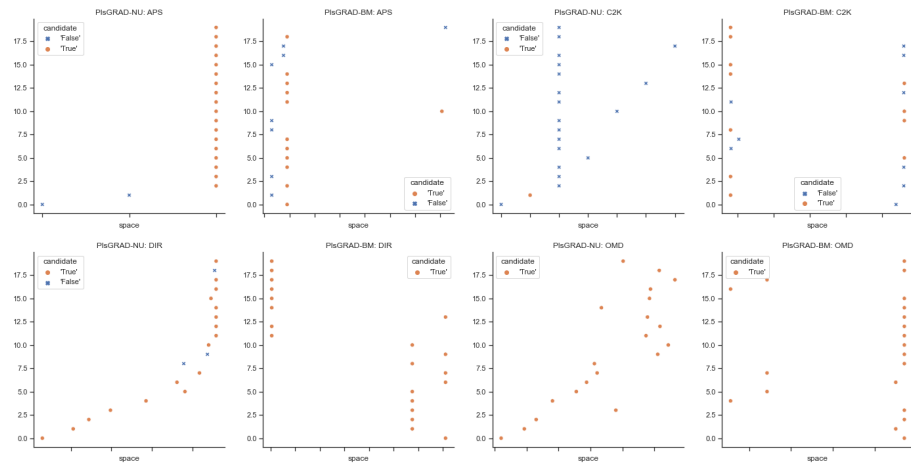 PlsGRAD-NU: APS
candidate
'False'
'True'
17.5
15.0
12.5
10.0
7.5
5.0
2.5
0.0
space
PlsGRAD-BM: APS
17.5
15.0
12.5
10.0
7.5
5.0
2.5
0.0
candidate
'True'
'False'
space
PlsGRAD-NU: C2K
candidate
'False'
'True'
17.5
15.0
12.5
10.0
7.5
5.0
2.5
0.0
space
PlsGRAD-BM: C2K
17.5
15.0
12.5
10.0
7.5
5.0
2.5
0.0
candidate
'False'
'True'
space
PlsGRAD-NU: DIR
candidate
'True'
'False'
17.5
15.0
12.5
10.0
7.5
5.0
2.5
0.0
space
PlsGRAD-BM: DIR
candidate
'True'
17.5
15.0
12.5
10.0
7.5
5.0
2.5
0.0
space
PlsGRAD-NU: OMD
candidate
'True'
17.5
15.0
12.5
10.0
7.5
5.0
2.5
0.0
space
PlsGRAD-BM: OMD
candidate
'True'
17.5
15.0
12.5
10.0
7.5
5.0
2.5
0.0
space